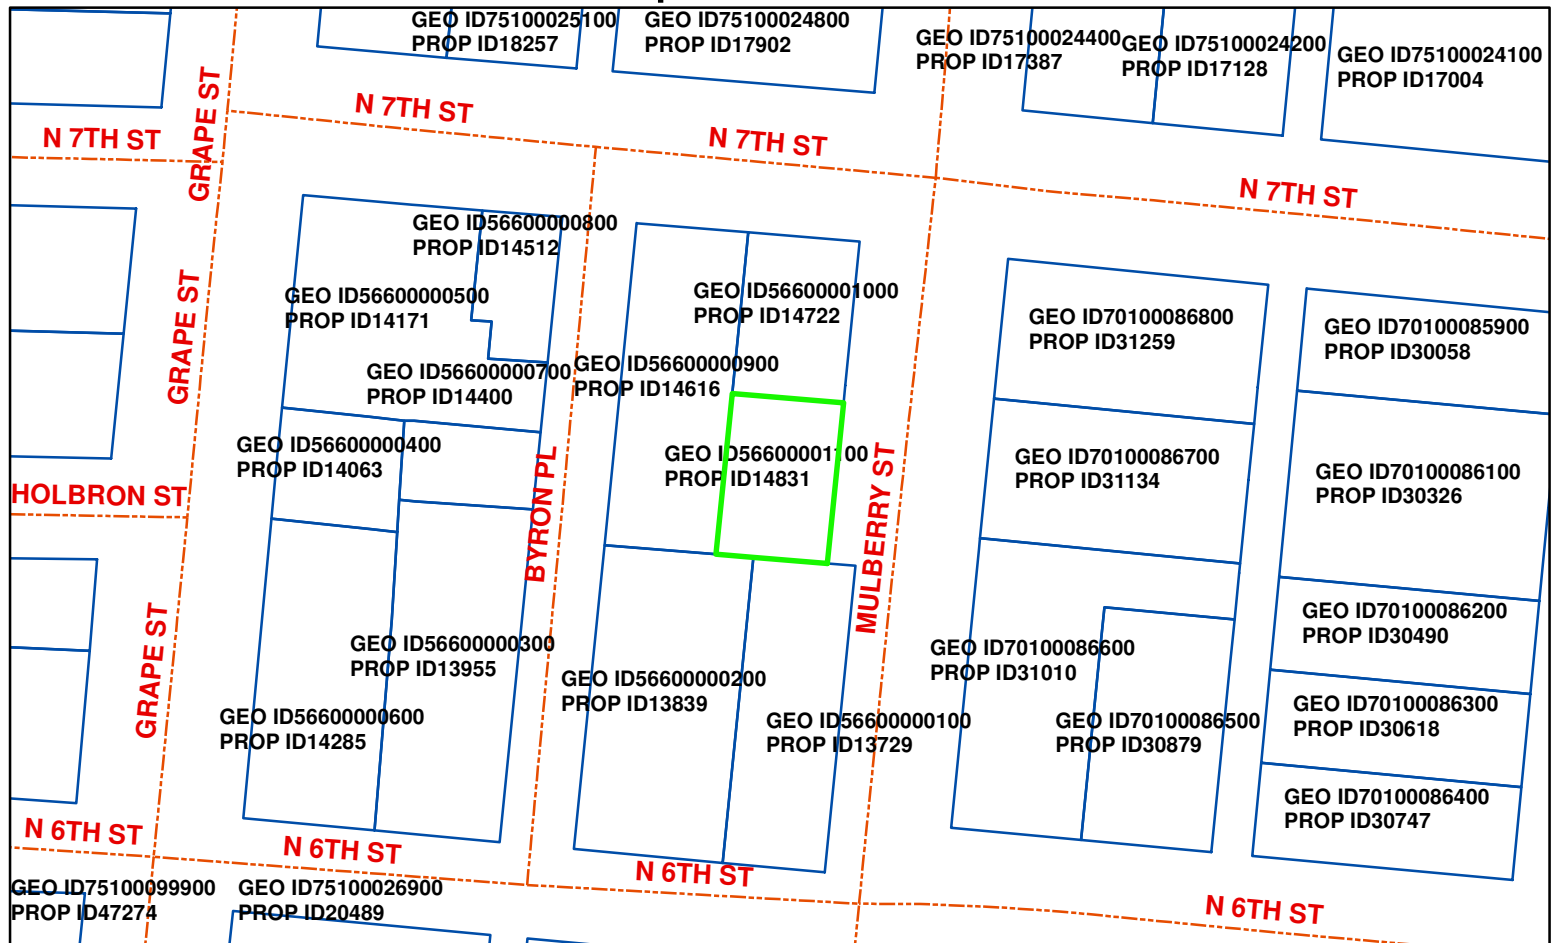 GEO ID75100025100
PROP ID18257
GEO ID75100024800
PROP ID17902
GEO ID75100024400
PROP ID17387
GEO ID75100024200
PROP ID17128
GEO ID75100024100
PROP ID17004
GRAPE ST
N 7TH ST
N 7TH ST
N 7TH ST
N 7TH ST
GEO ID56600000800
PROP ID14512
GRAPE ST
GEO ID56600000500
PROP ID14171
GEO ID56600001000
PROP ID14722
GEO ID70100086800
PROP ID31259
GEO ID70100085900
PROP ID30058
GEO ID56600000700
PROP ID14400
GEO ID56600000900
PROP ID14616
GEO ID56600000400
PROP ID14063
GEO ID56600001100
PROP ID14831
GEO ID70100086700
PROP ID31134
GEO ID70100086100
PROP ID30326
HOLBRON ST
BYRON PL
MULBERRY ST
GRAPE ST
GEO ID56600000300
PROP ID13955
GEO ID56600000200
PROP ID13839
GEO ID70100086600
PROP ID31010
GEO ID70100086200
PROP ID30490
GEO ID56600000600
PROP ID14285
GEO ID56600000100
PROP ID13729
GEO ID70100086500
PROP ID30879
GEO ID70100086300
PROP ID30618
GEO ID70100086400
PROP ID30747
N 6TH ST
N 6TH ST
N 6TH ST
N 6TH ST
GEO ID75100099900
PROP ID47274
GEO ID75100026900
PROP ID20489